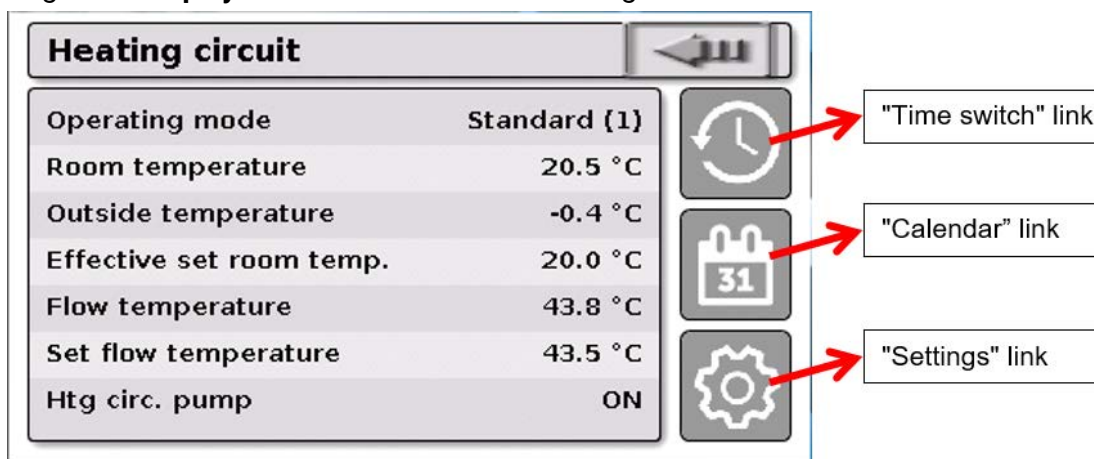 Heating circuit
Operating mode Standard (1)
"Time switch" link
Room temperature 20.5 °C
Outside temperature -0.4 °C
"Calendar” link
Effective set room temp. 20.0 °C
31
Flow temperature 43.8 °C
Set flow temperature 43.5 °C
"Settings" link
Htg circ. pump ON